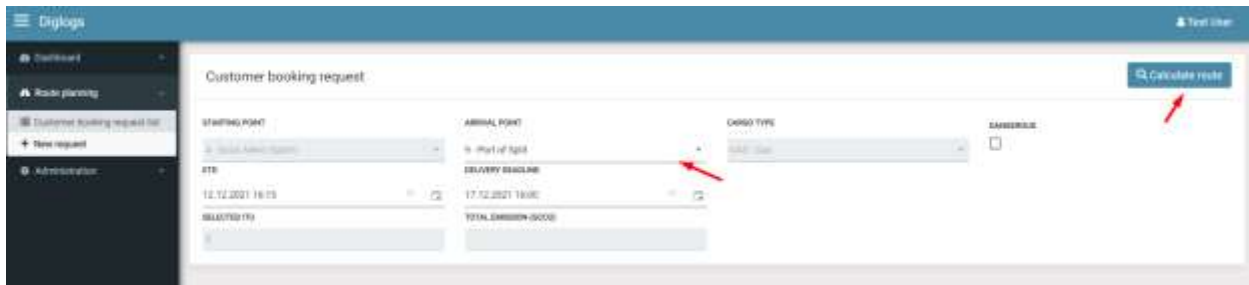 Diglogs
Test User
Dashboard
Route planning
Customer booking request list
+ New request
Administration
Customer booking request
Calculate route
STARTING POINT
ARRIVAL POINT
CARGO TYPE
DANGEROUS
9 - Port of Split
ETD
DELIVERY DEADLINE
12.12.2021 16:15
17.12.2021 16:00
SELECTED ITU
TOTAL EMISSION (GCO2)